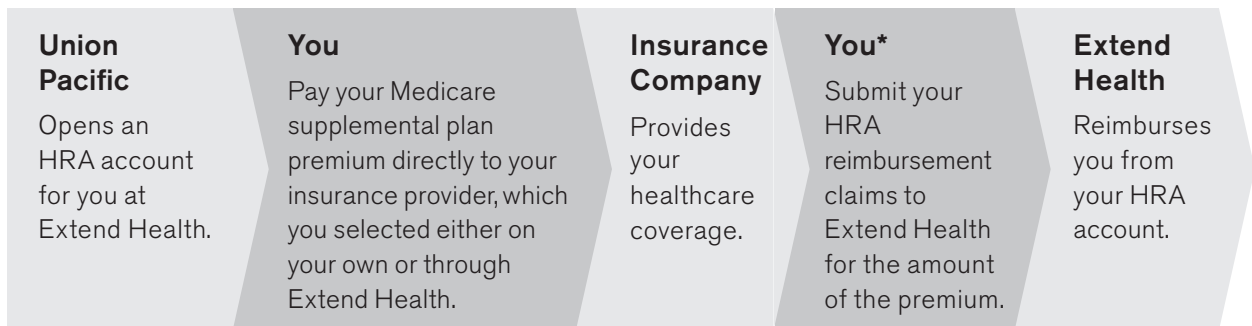 Union
Pacific
Opens an
HRA account
for you at
Extend Health.
You
Pay your Medicare
supplemental plan
premium directly to your
insurance provider, which
you selected either on
your own or through
Extend Health.
Insurance
Company
Provides
your
healthcare
coverage.
You*
Submit your
HRA
reimbursement
claims to
Extend Health
for the amount
of the premium.
Extend
Health
Reimburses
you from
your HRA
account.